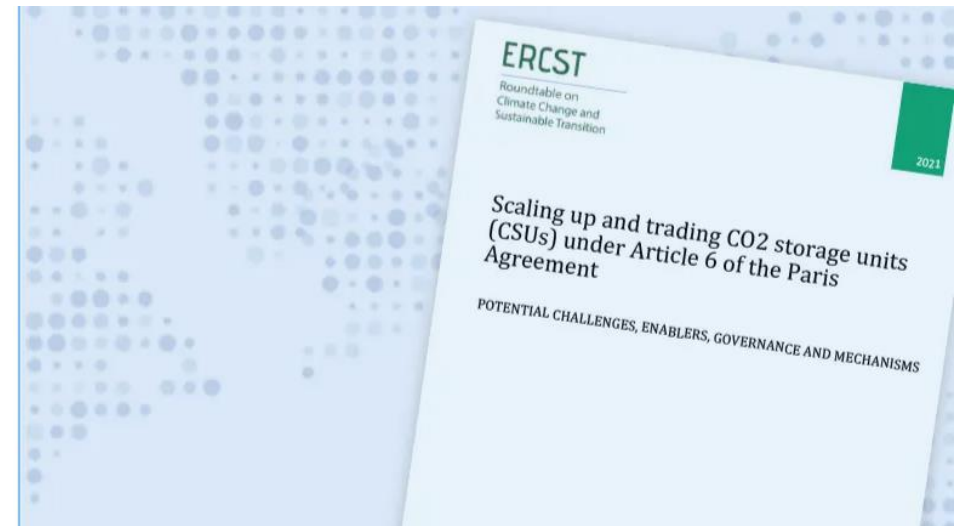 ERCST
Roundtable on
Climate Change and
Sustainable Transition
2021
Scaling up and trading CO2 storage units
(CSUs) under Article 6 of the Paris
Agreement
POTENTIAL CHALLENGES, ENABLERS, GOVERNANCE AND MECHANISMS